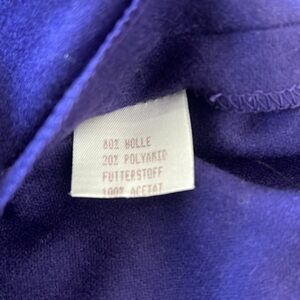 80% WOLLE
20% POLYAMID
FUTTERSTOFF
100% ACETAT